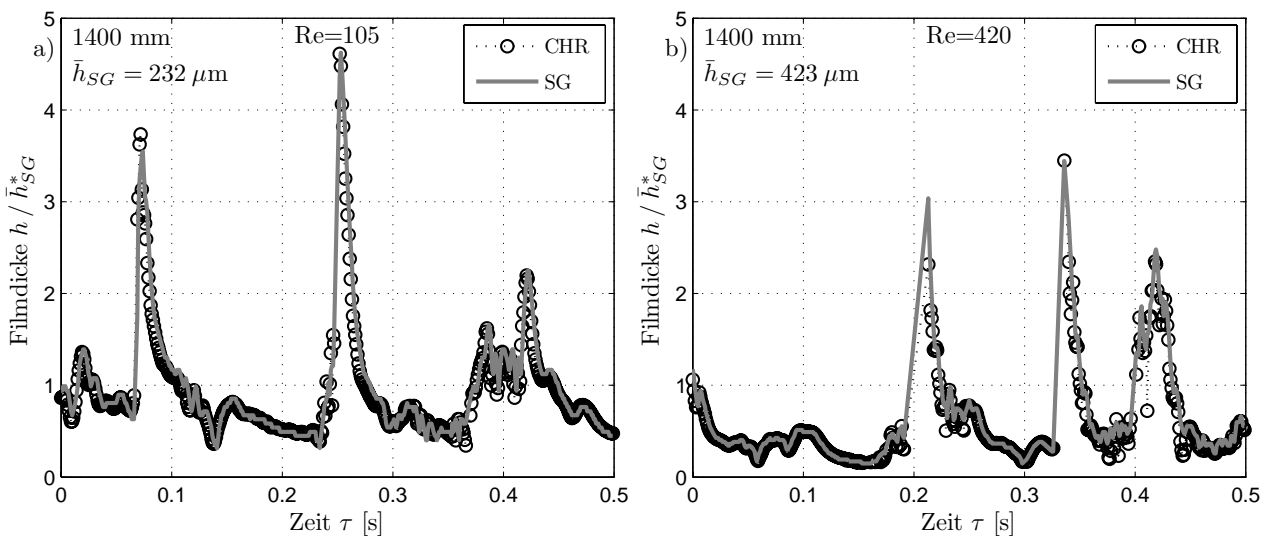 a)
1400 mm
Re=105
h̄_SG = 232 μm
CHR
SG
Filmdicke h / h̄*_SG
5
4
3
2
1
0
0
0.1
0.2
0.3
0.4
0.5
Zeit τ [s]
b)
1400 mm
Re=420
h̄_SG = 423 μm
CHR
SG
Filmdicke h / h̄*_SG
5
4
3
2
1
0
0
0.1
0.2
0.3
0.4
0.5
Zeit τ [s]